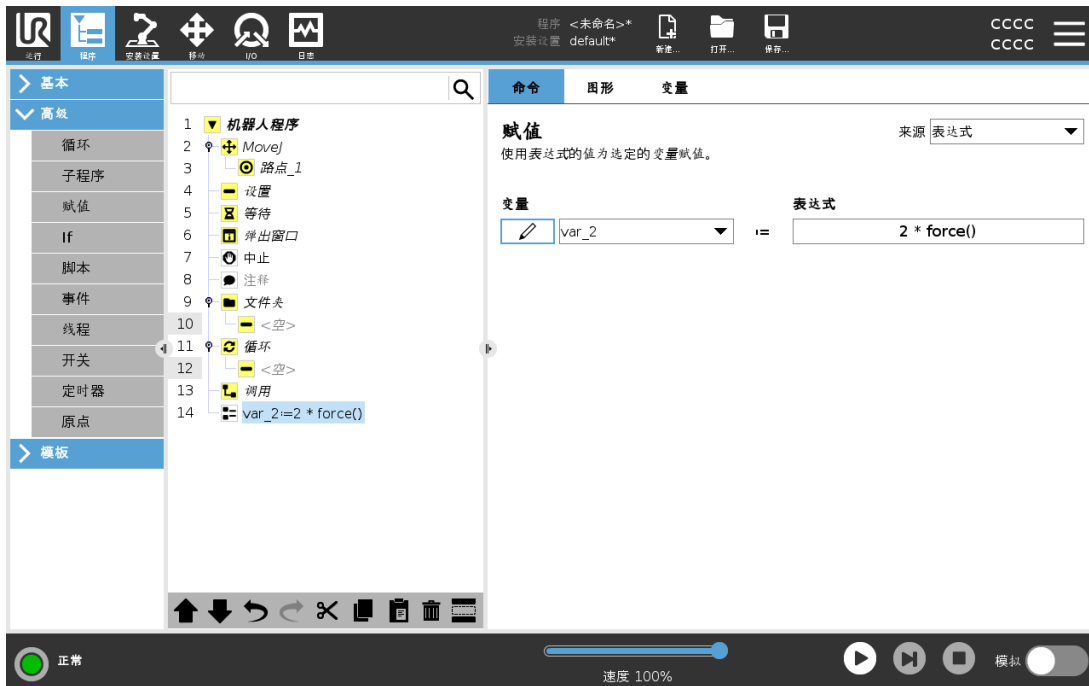 UR
运行
程序
安装设置
移动
I/O
日志
程序 <未命名>*
安装设置 default*
新建...
打开...
保存...
CCCC
CCCC
基本
高级
循环
子程序
赋值
If
脚本
事件
线程
开关
定时器
原点
模板
1 机器人程序
2 MoveJ
3 路点_1
4 设置
5 等待
6 弹出窗口
7 中止
8 注释
9 文件夹
10 <空>
11 循环
12 <空>
13 调用
14 var_2:=2 * force()
命令 图形 变量
赋值
来源 表达式
使用表达式的值为选定的变量赋值。
变量 表达式
var_2 := 2 * force()
正常
速度 100%
模拟